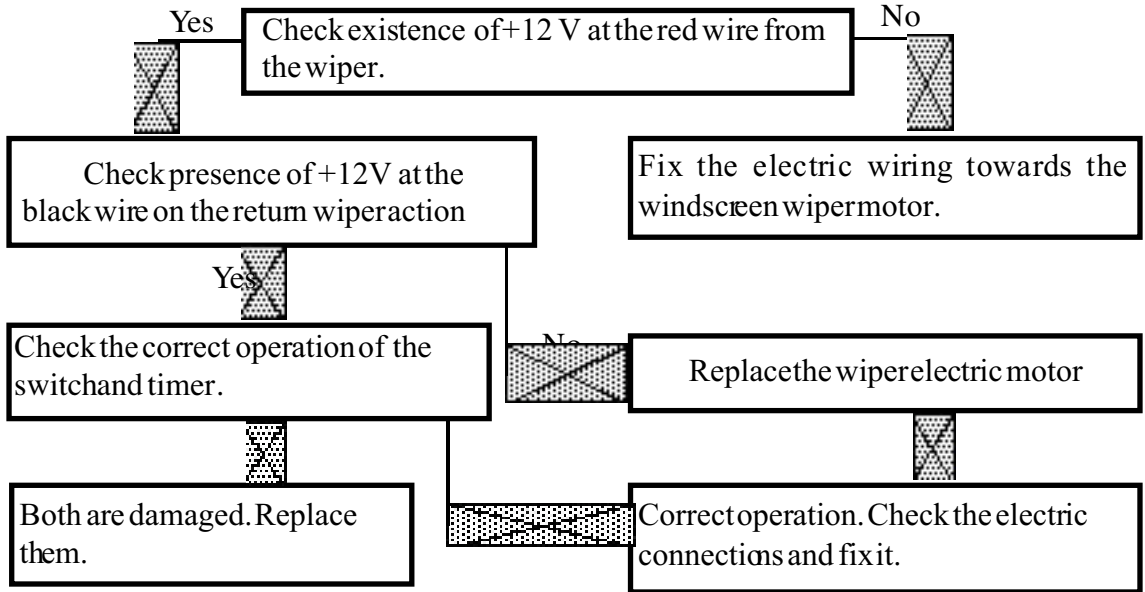 Yes
No
Check existence of +12 V at the red wire from
the wiper.
Check presence of +12V at the
black wire on the return wiper action
Fix the electric wiring towards the
windscreen wiper motor.
Yes
No
Check the correct operation of the
switch and timer.
Replace the wiper electric motor
Both are damaged. Replace
them.
Correct operation. Check the electric
connections and fix it.